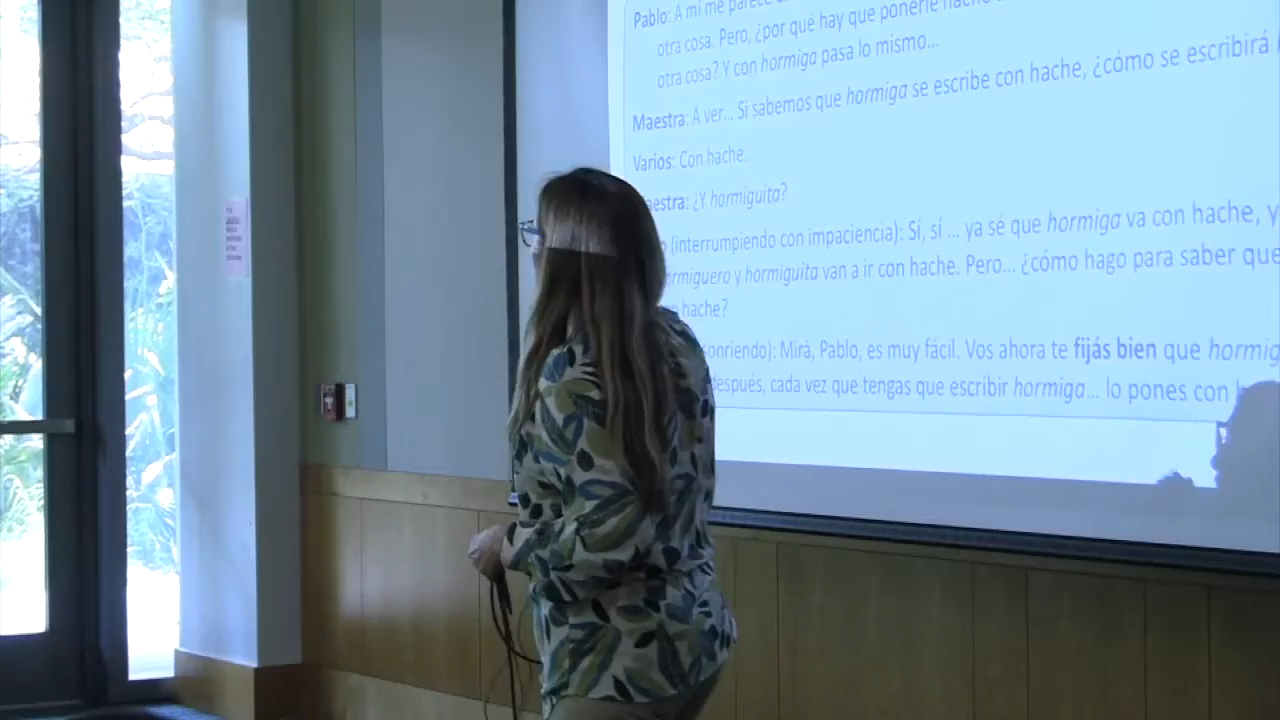 Pablo: A mí me parece
otra cosa. Pero, ¿por qué hay que ponerle hache
otra cosa? Y con hormiga pasa lo mismo...
Maestra: A ver... Si sabemos que hormiga se escribe con hache, ¿cómo se escribirá
Varios: Con hache.
estra: ¿Y hormiguita?
(interrumpiendo con impaciencia): Sí, sí ... ya sé que hormiga va con hache, y
rmiguero y hormiguita van a ir con hache. Pero... ¿cómo hago para saber que
hache?
sonriendo): Mirá, Pablo, es muy fácil. Vos ahora te fijás bien que hormig
después, cada vez que tengas que escribir hormiga... lo pones con